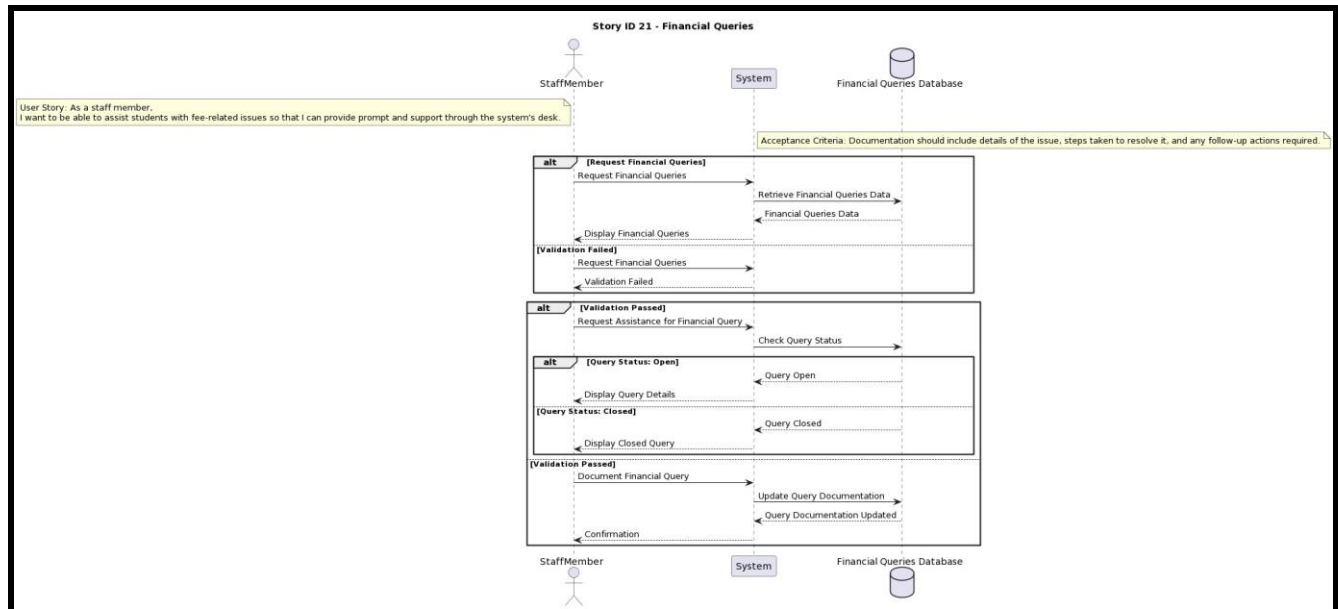 Story ID 21 - Financial Queries
StaffMember
System
Financial Queries Database
User Story: As a staff member,
I want to be able to assist students with fee-related issues so that I can provide prompt and support through the system's desk.
Acceptance Criteria: Documentation should include details of the issue, steps taken to resolve it, and any follow-up actions required.
alt [Request Financial Queries]
Request Financial Queries
Retrieve Financial Queries Data
Financial Queries Data
Display Financial Queries
[Validation Failed]
Request Financial Queries
Validation Failed
alt [Validation Passed]
Request Assistance for Financial Query
Check Query Status
alt [Query Status: Open]
Query Open
Display Query Details
[Query Status: Closed]
Query Closed
Display Closed Query
[Validation Passed]
Document Financial Query
Update Query Documentation
Query Documentation Updated
Confirmation
StaffMember
System
Financial Queries Database